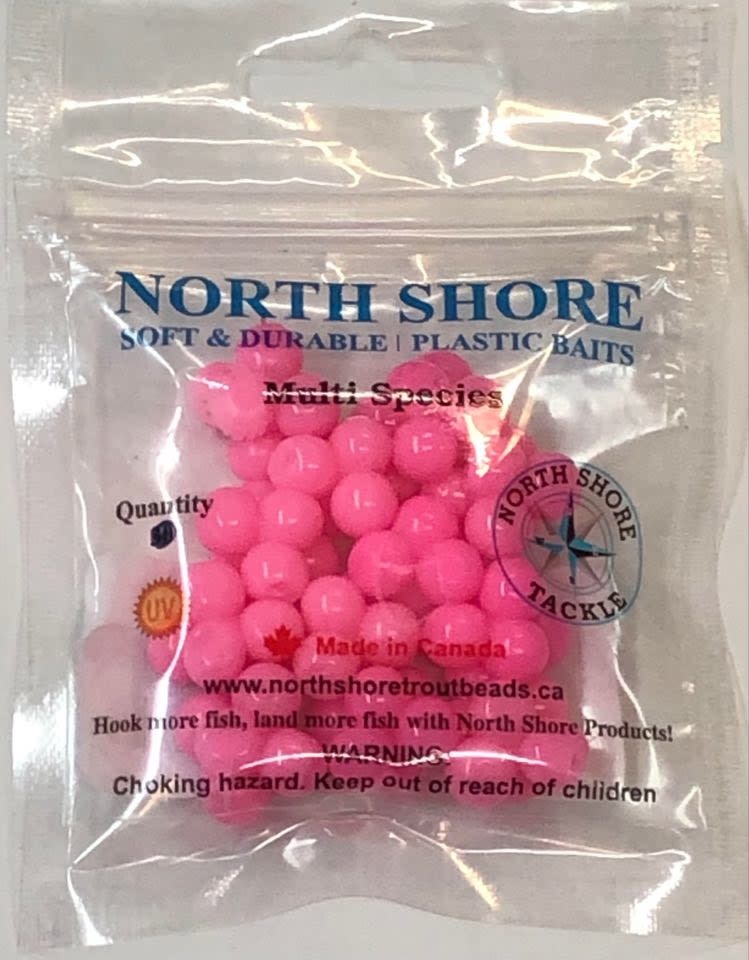 NORTH SHORE
SOFT & DURABLE | PLASTIC BAITS
Multi Species
Quantity
NORTH SHORE
TACKLE
UV
Made in Canada
www.northshoretroutbeads.ca
Hook more fish, land more fish with North Shore Products!
WARNING:
Choking hazard. Keep out of reach of children